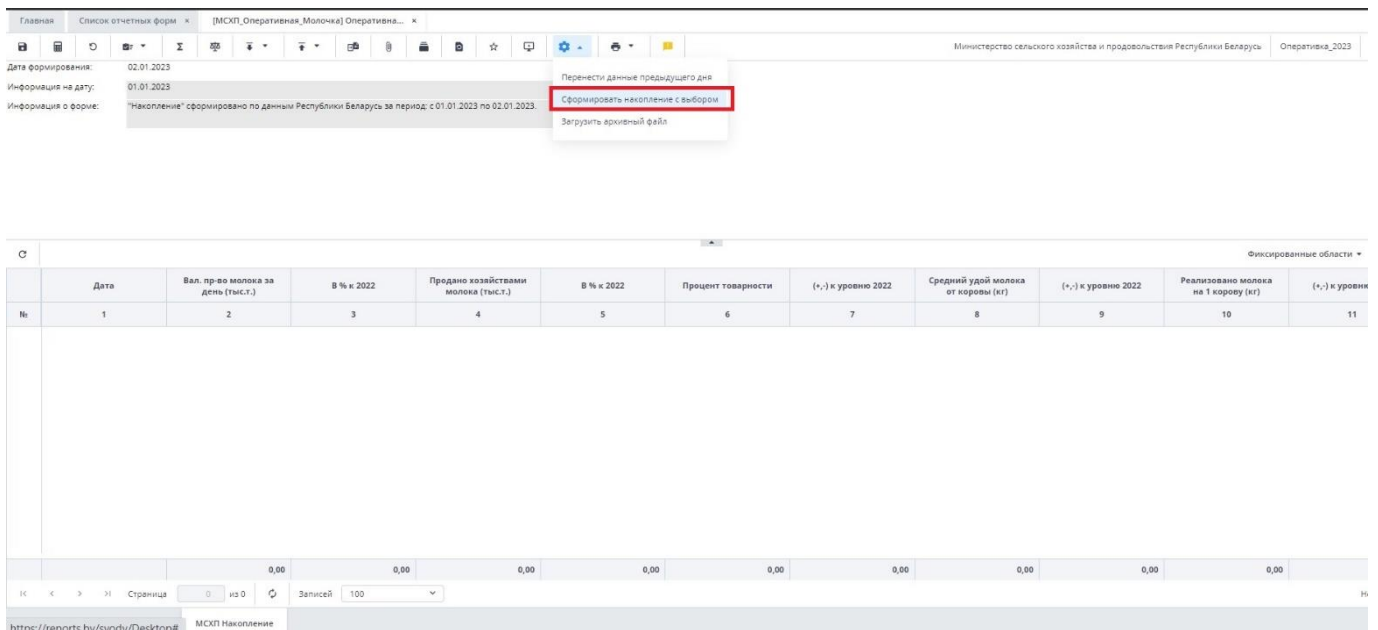 Главная Список отчетных форм × [МСХП_Оперативная_Молочка] Оперативна... ×
Министерство сельского хозяйства и продовольствия Республики Беларусь Оперативка_2023
Дата формирования: 02.01.2023
Информация на дату: 01.01.2023
Информация о форме: "Накопление" сформировано по данным Республики Беларусь за период: с 01.01.2023 по 02.01.2023.
Перенести данные предыдущего дня
Сформировать накопление с выбором
Загрузить архивный файл
Фиксированные области
Дата Вал. пр-во молока за день (тыс.т.) В % к 2022 Продано хозяйствами молока (тыс.т.) В % к 2022 Процент товарности (+,-) к уровню 2022 Средний удой молока от коровы (кг) (+,-) к уровню 2022 Реализовано молока на 1 корову (кг) (+,-) к уровн
№ 1 2 3 4 5 6 7 8 9 10 11
0,00 0,00 0,00 0,00 0,00 0,00 0,00 0,00 0,00
Страница 0 из 0 Записей 100
https://reports.by/svody/Desktop# МСХП Накопление